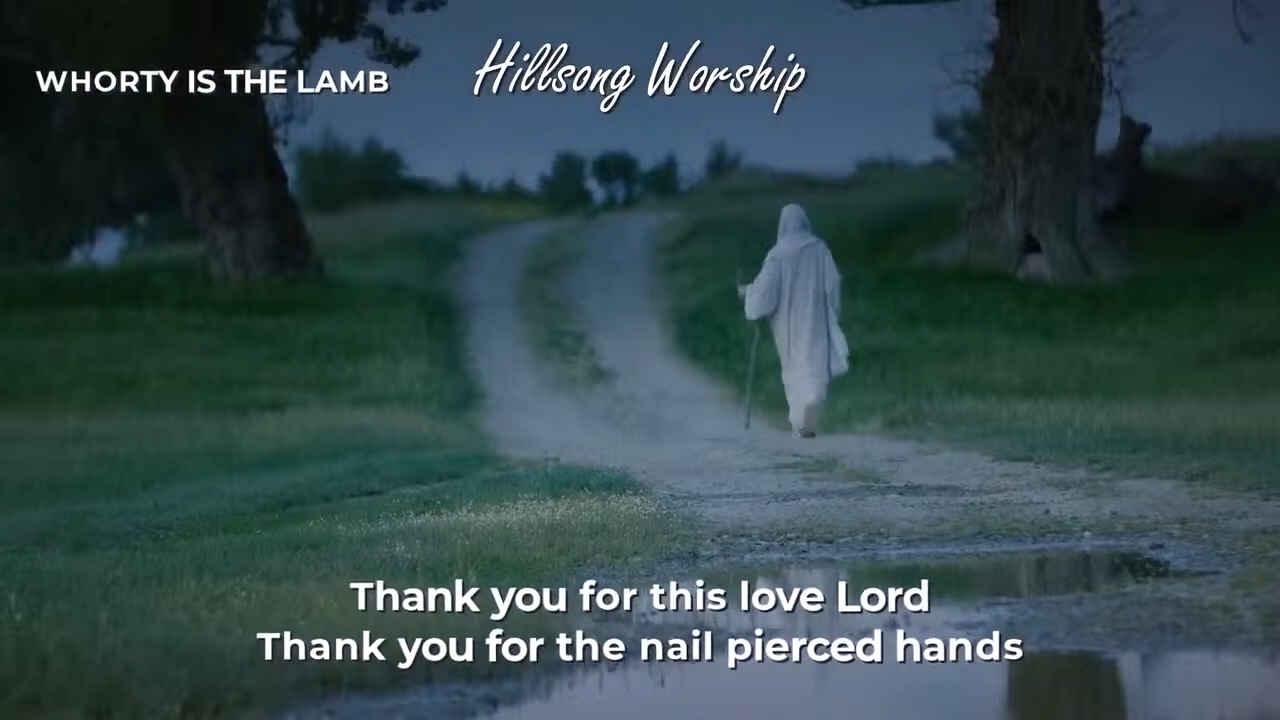 WHORTY IS THE LAMB
Hillsong Worship
Thank you for this love Lord
Thank you for the nail pierced hands